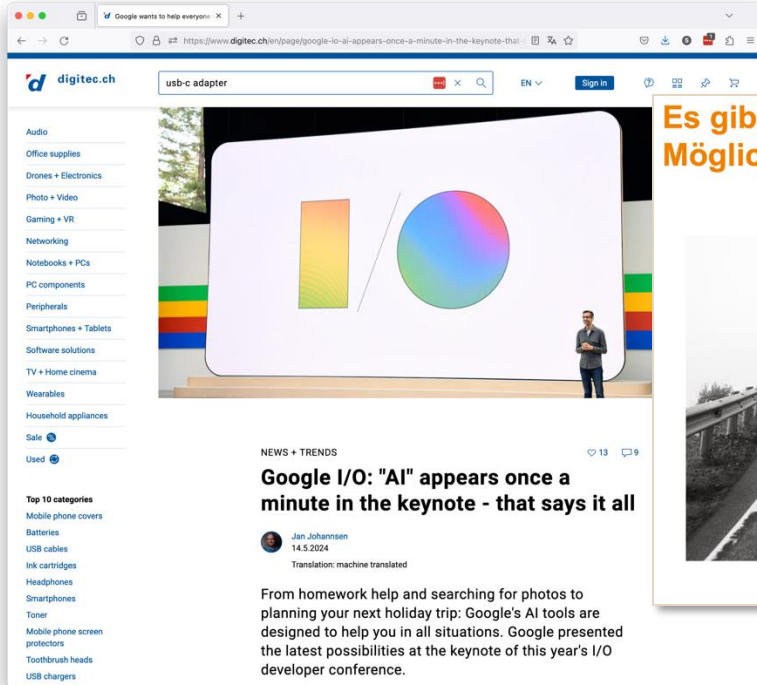 Google wants to help everyone
https://www.digitec.ch/en/page/google-io-ai-appears-once-a-minute-in-the-keynote-that-
digitec.ch
usb-c adapter
EN
Sign in
Audio
Office supplies
Drones + Electronics
Photo + Video
Gaming + VR
Networking
Notebooks + PCs
PC components
Peripherals
Smartphones + Tablets
Software solutions
TV + Home cinema
Wearables
Household appliances
Sale
Used
Top 10 categories
Mobile phone covers
Batteries
USB cables
Ink cartridges
Headphones
Smartphones
Toner
Mobile phone screen
protectors
Toothbrush heads
USB chargers
I/O
NEWS + TRENDS
13
9
Google I/O: "AI" appears once a
minute in the keynote - that says it all
Jan Johannsen
14.5.2024
Translation: machine translated
From homework help and searching for photos to
planning your next holiday trip: Google's AI tools are
designed to help you in all situations. Google presented
the latest possibilities at the keynote of this year's I/O
developer conference.
Es gib
Möglic